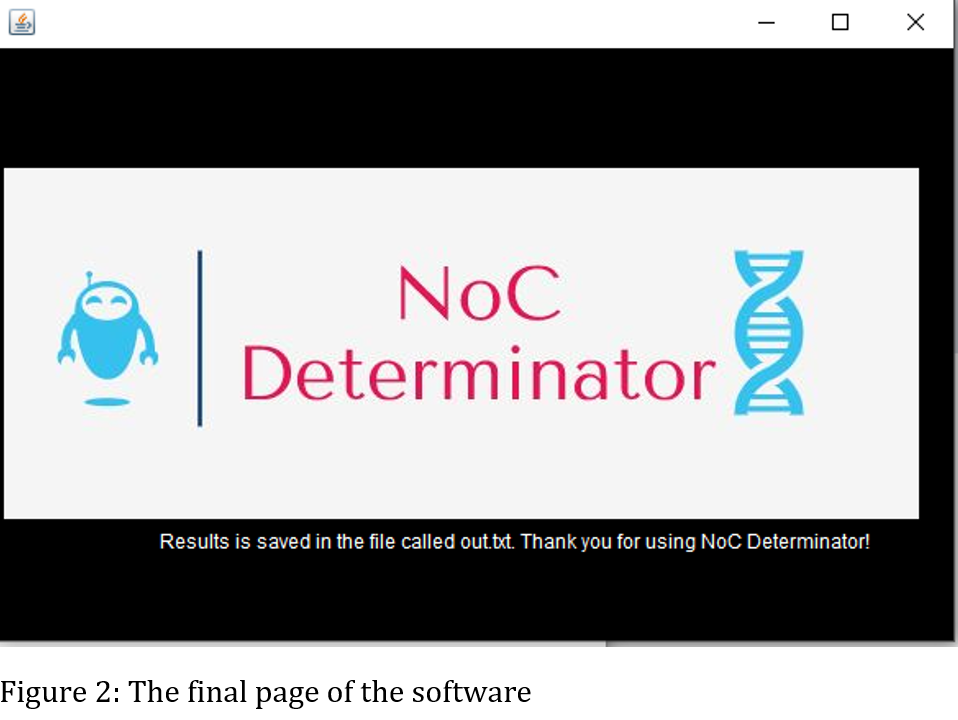 NoC
Determinator
Results is saved in the file called out.txt. Thank you for using NoC Determinator!
Figure 2: The final page of the software